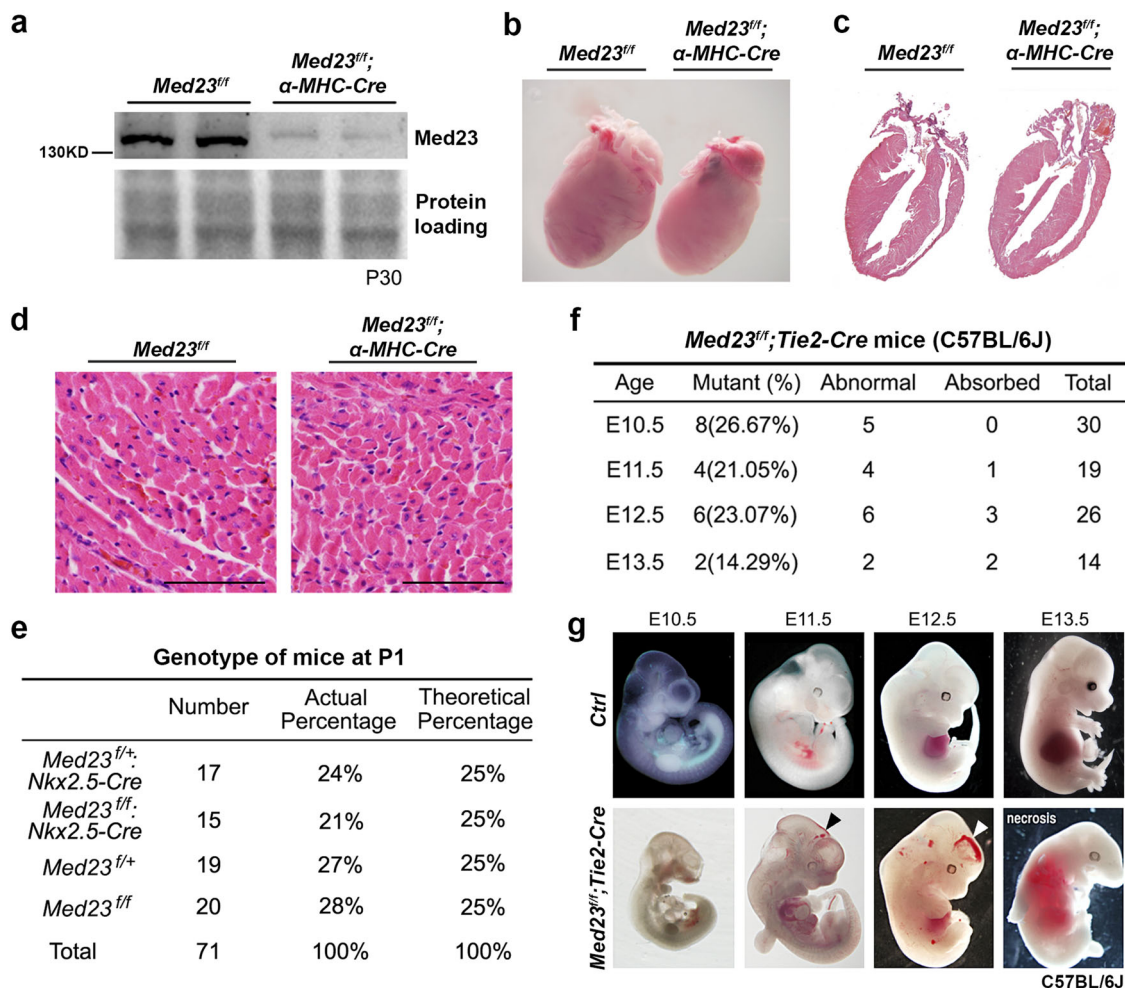 a
Med23f/f
Med23f/f;
α-MHC-Cre
130KD
Med23
Protein
loading
P30
b
Med23f/f
Med23f/f;
α-MHC-Cre
c
Med23f/f
Med23f/f;
α-MHC-Cre
d
Med23f/f
Med23f/f;
α-MHC-Cre
e
Genotype of mice at P1
Number Actual Percentage Theoretical Percentage
Med23 f/+: Nkx2.5-Cre 17 24% 25%
Med23 f/f: Nkx2.5-Cre 15 21% 25%
Med23 f/+ 19 27% 25%
Med23 f/f 20 28% 25%
Total 71 100% 100%
f
Med23f/f;Tie2-Cre mice (C57BL/6J)
Age Mutant (%) Abnormal Absorbed Total
E10.5 8(26.67%) 5 0 30
E11.5 4(21.05%) 4 1 19
E12.5 6(23.07%) 6 3 26
E13.5 2(14.29%) 2 2 14
g
E10.5 E11.5 E12.5 E13.5
Ctrl
Med23f/f;Tie2-Cre
necrosis
C57BL/6J